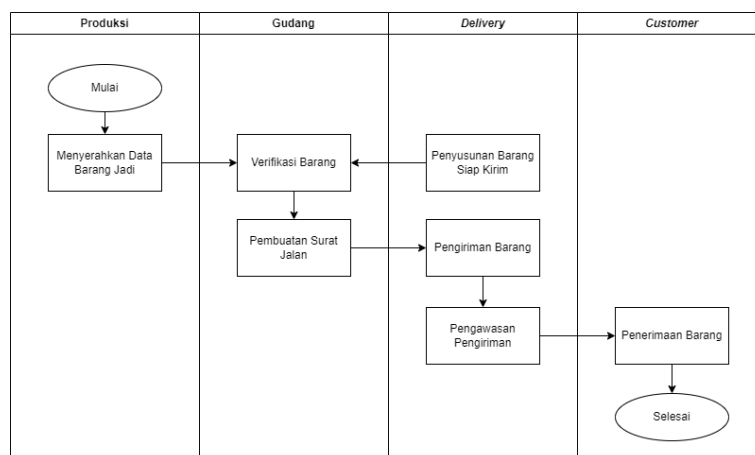 Produksi
Gudang
Delivery
Customer
Mulai
Menyerahkan Data
Barang Jadi
Verifikasi Barang
Penyusunan Barang
Siap Kirim
Pembuatan Surat
Jalan
Pengiriman Barang
Pengawasan
Pengiriman
Penerimaan Barang
Selesai